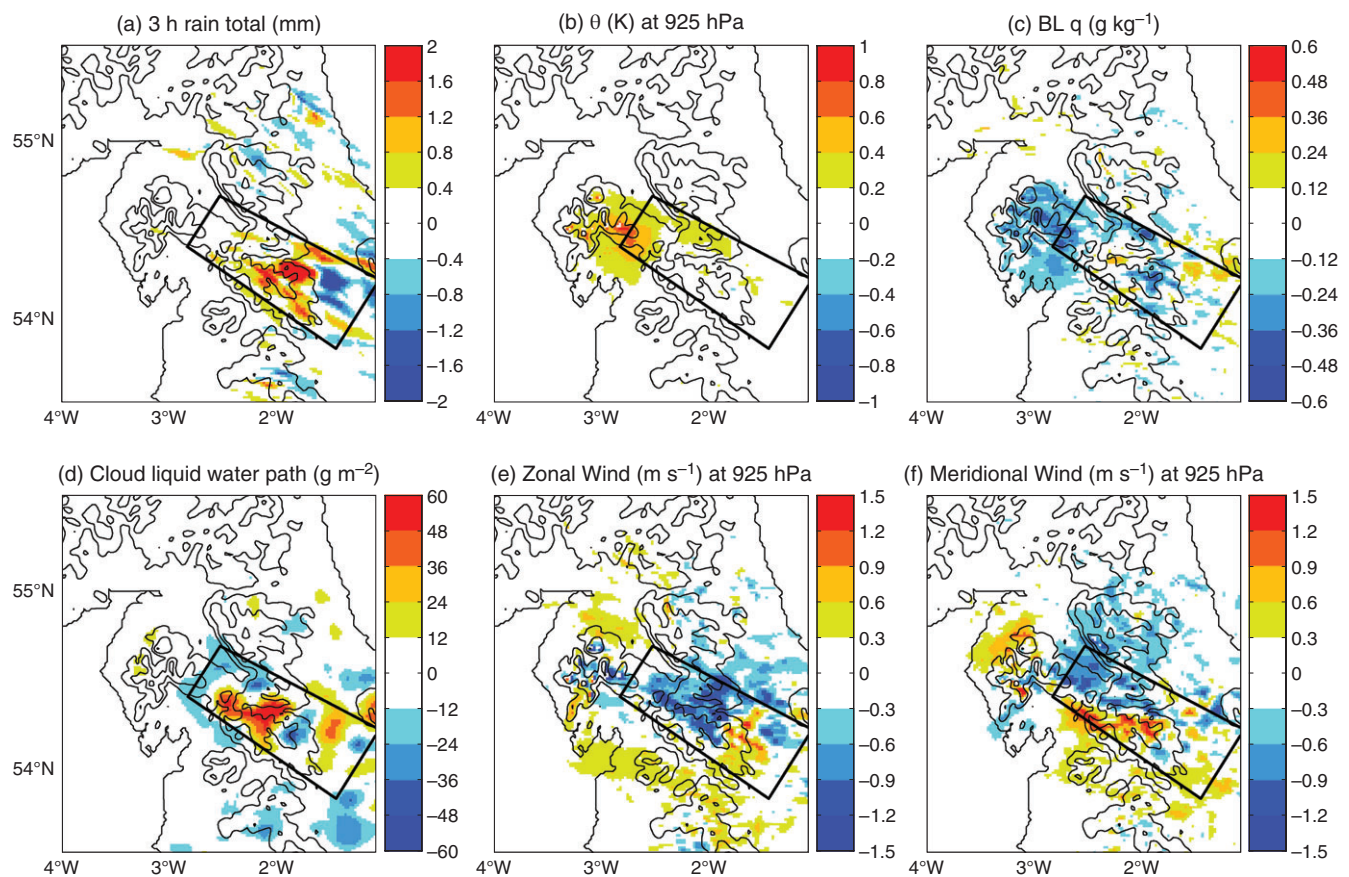 (a) 3 h rain total (mm)
(b) θ (K) at 925 hPa
(c) BL q (g kg⁻¹)
2
1.6
1.2
0.8
0.4
0
−0.4
−0.8
−1.2
−1.6
−2
1
0.8
0.6
0.4
0.2
0
−0.2
−0.4
−0.6
−0.8
−1
0.6
0.48
0.36
0.24
0.12
0
−0.12
−0.24
−0.36
−0.48
−0.6
55°N
54°N
4°W
3°W
2°W
3°W
2°W
4°W
3°W
2°W
(d) Cloud liquid water path (g m⁻²)
(e) Zonal Wind (m s⁻¹) at 925 hPa
(f) Meridional Wind (m s⁻¹) at 925 hPa
60
48
36
24
12
0
−12
−24
−36
−48
−60
1.5
1.2
0.9
0.6
0.3
0
−0.3
−0.6
−0.9
−1.2
−1.5
1.5
1.2
0.9
0.6
0.3
0
−0.3
−0.6
−0.9
−1.2
−1.5
55°N
54°N
4°W
3°W
2°W
4°W
3°W
2°W
4°W
3°W
2°W